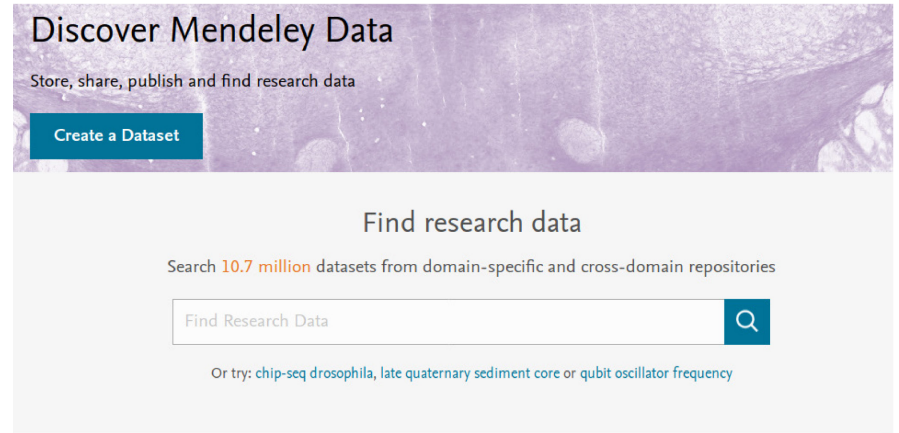 Discover Mendeley Data
Store, share, publish and find research data
Create a Dataset
Find research data
Search 10.7 million datasets from domain-specific and cross-domain repositories
Find Research Data
Or try: chip-seq drosophila, late quaternary sediment core or qubit oscillator frequency